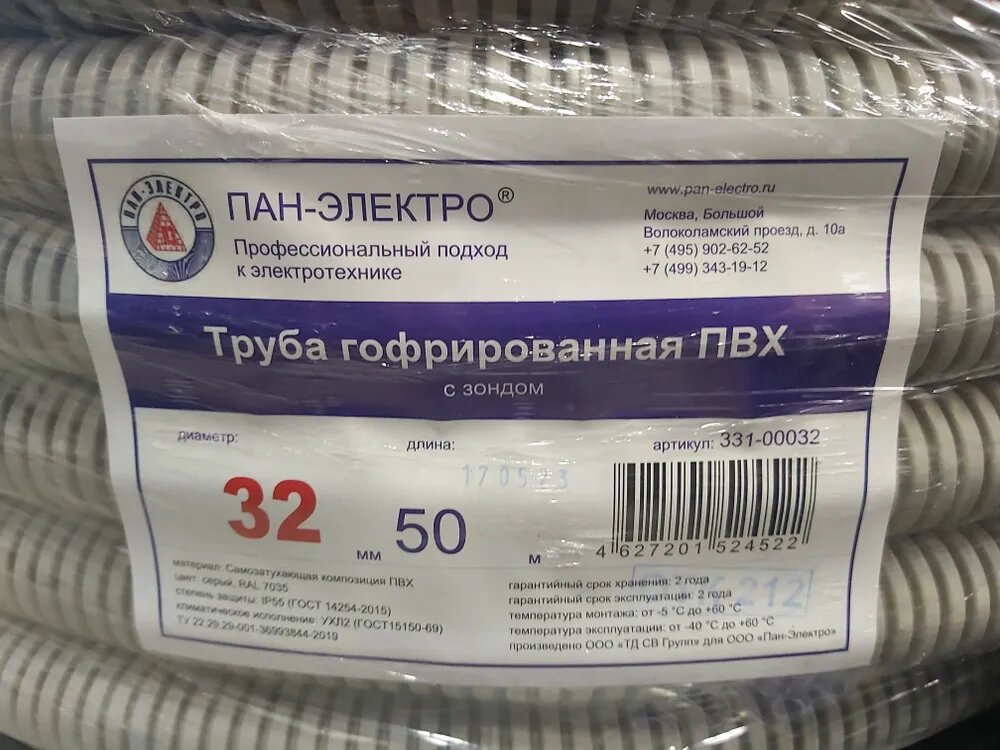 ПАН-ЭЛЕКТРО
ПАН-ЭЛЕКТРО®
Профессиональный подход
к электротехнике
www.pan-electro.ru
Москва, Большой
Волоколамский проезд, д. 10а
+7 (495) 902-62-52
+7 (499) 343-19-12
Труба гофрированная ПВХ
с зондом
диаметр:
32 мм
длина:
50 м
артикул: 331-00032
4 627201 524522
материал: Самозатухающая композиция ПВХ
цвет: серый, RAL 7035
степень защиты: IP55 (ГОСТ 14254-2015)
климатическое исполнение: УХЛ2 (ГОСТ15150-69)
ТУ 22.29.29-001-36993844-2019
гарантийный срок хранения: 2 года
гарантийный срок эксплуатации: 2 года
температура монтажа: от -5 °С до +60 °С
температура эксплуатации: от -40 °С до +60 °С
произведено ООО «ТД СВ Групп» для ООО «Пан-Электро»
212